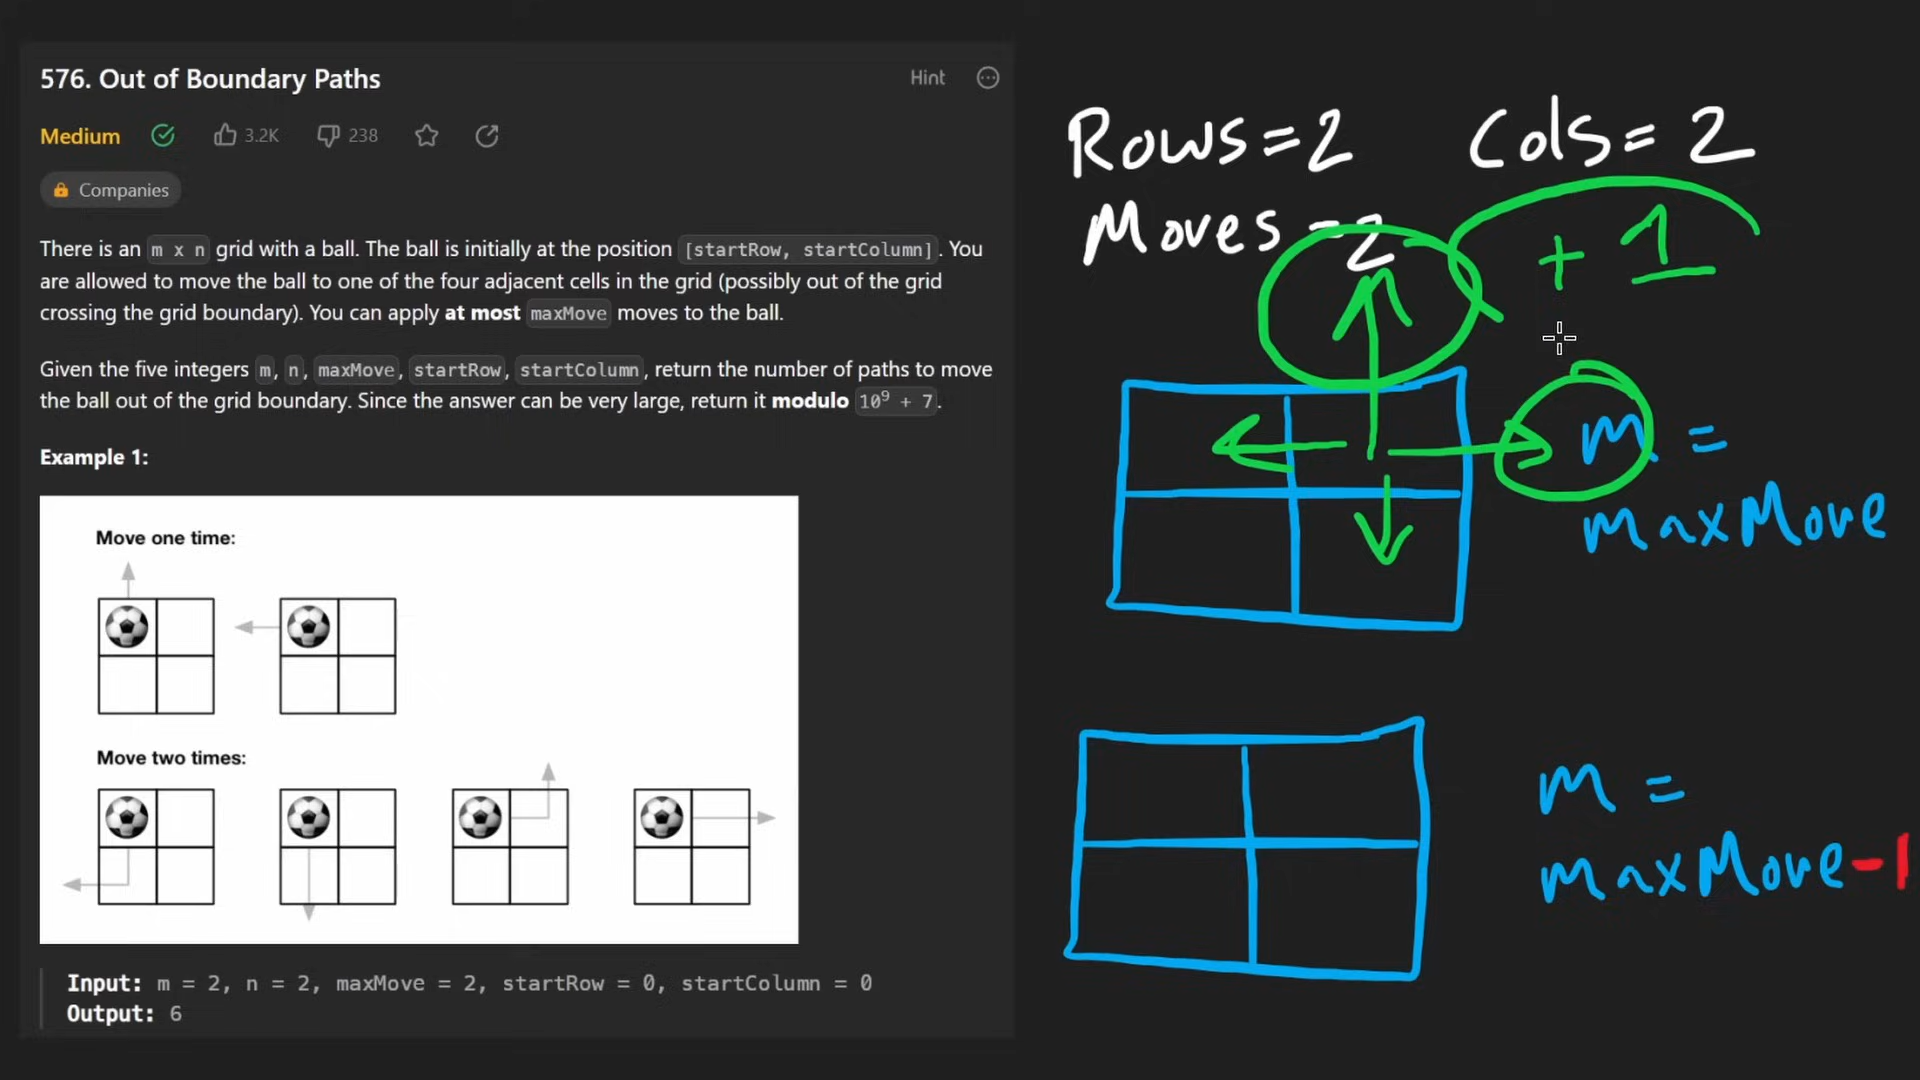 576. Out of Boundary Paths
Hint
Medium 3.2K 238
Companies
There is an m x n grid with a ball. The ball is initially at the position [startRow, startColumn]. You
are allowed to move the ball to one of the four adjacent cells in the grid (possibly out of the grid
crossing the grid boundary). You can apply at most maxMove moves to the ball.
Given the five integers m, n, maxMove, startRow, startColumn, return the number of paths to move
the ball out of the grid boundary. Since the answer can be very large, return it modulo 10⁹ + 7.
Example 1:
Move one time:
Move two times:
Input: m = 2, n = 2, maxMove = 2, startRow = 0, startColumn = 0
Output: 6
Rows=2 Cols=2
Moves=2
+ 1
m =
maxMove
m =
maxMove-1